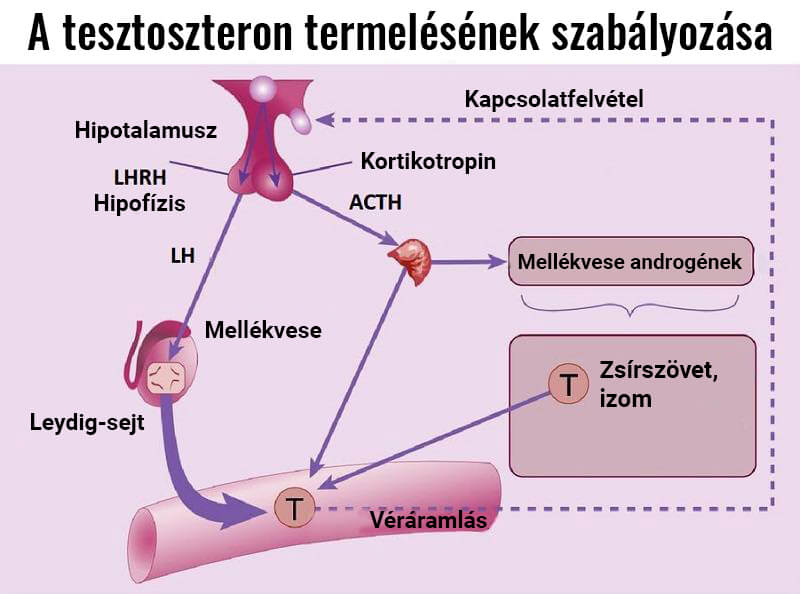 A tesztoszteron termelésének szabályozása
Kapcsolatfelvétel
Hipotalamusz
Kortikotropin
LHRH
Hipofízis
ACTH
LH
Mellékvese androgének
Mellékvese
T
Zsírszövet,
izom
Leydig-sejt
T
Véráramlás